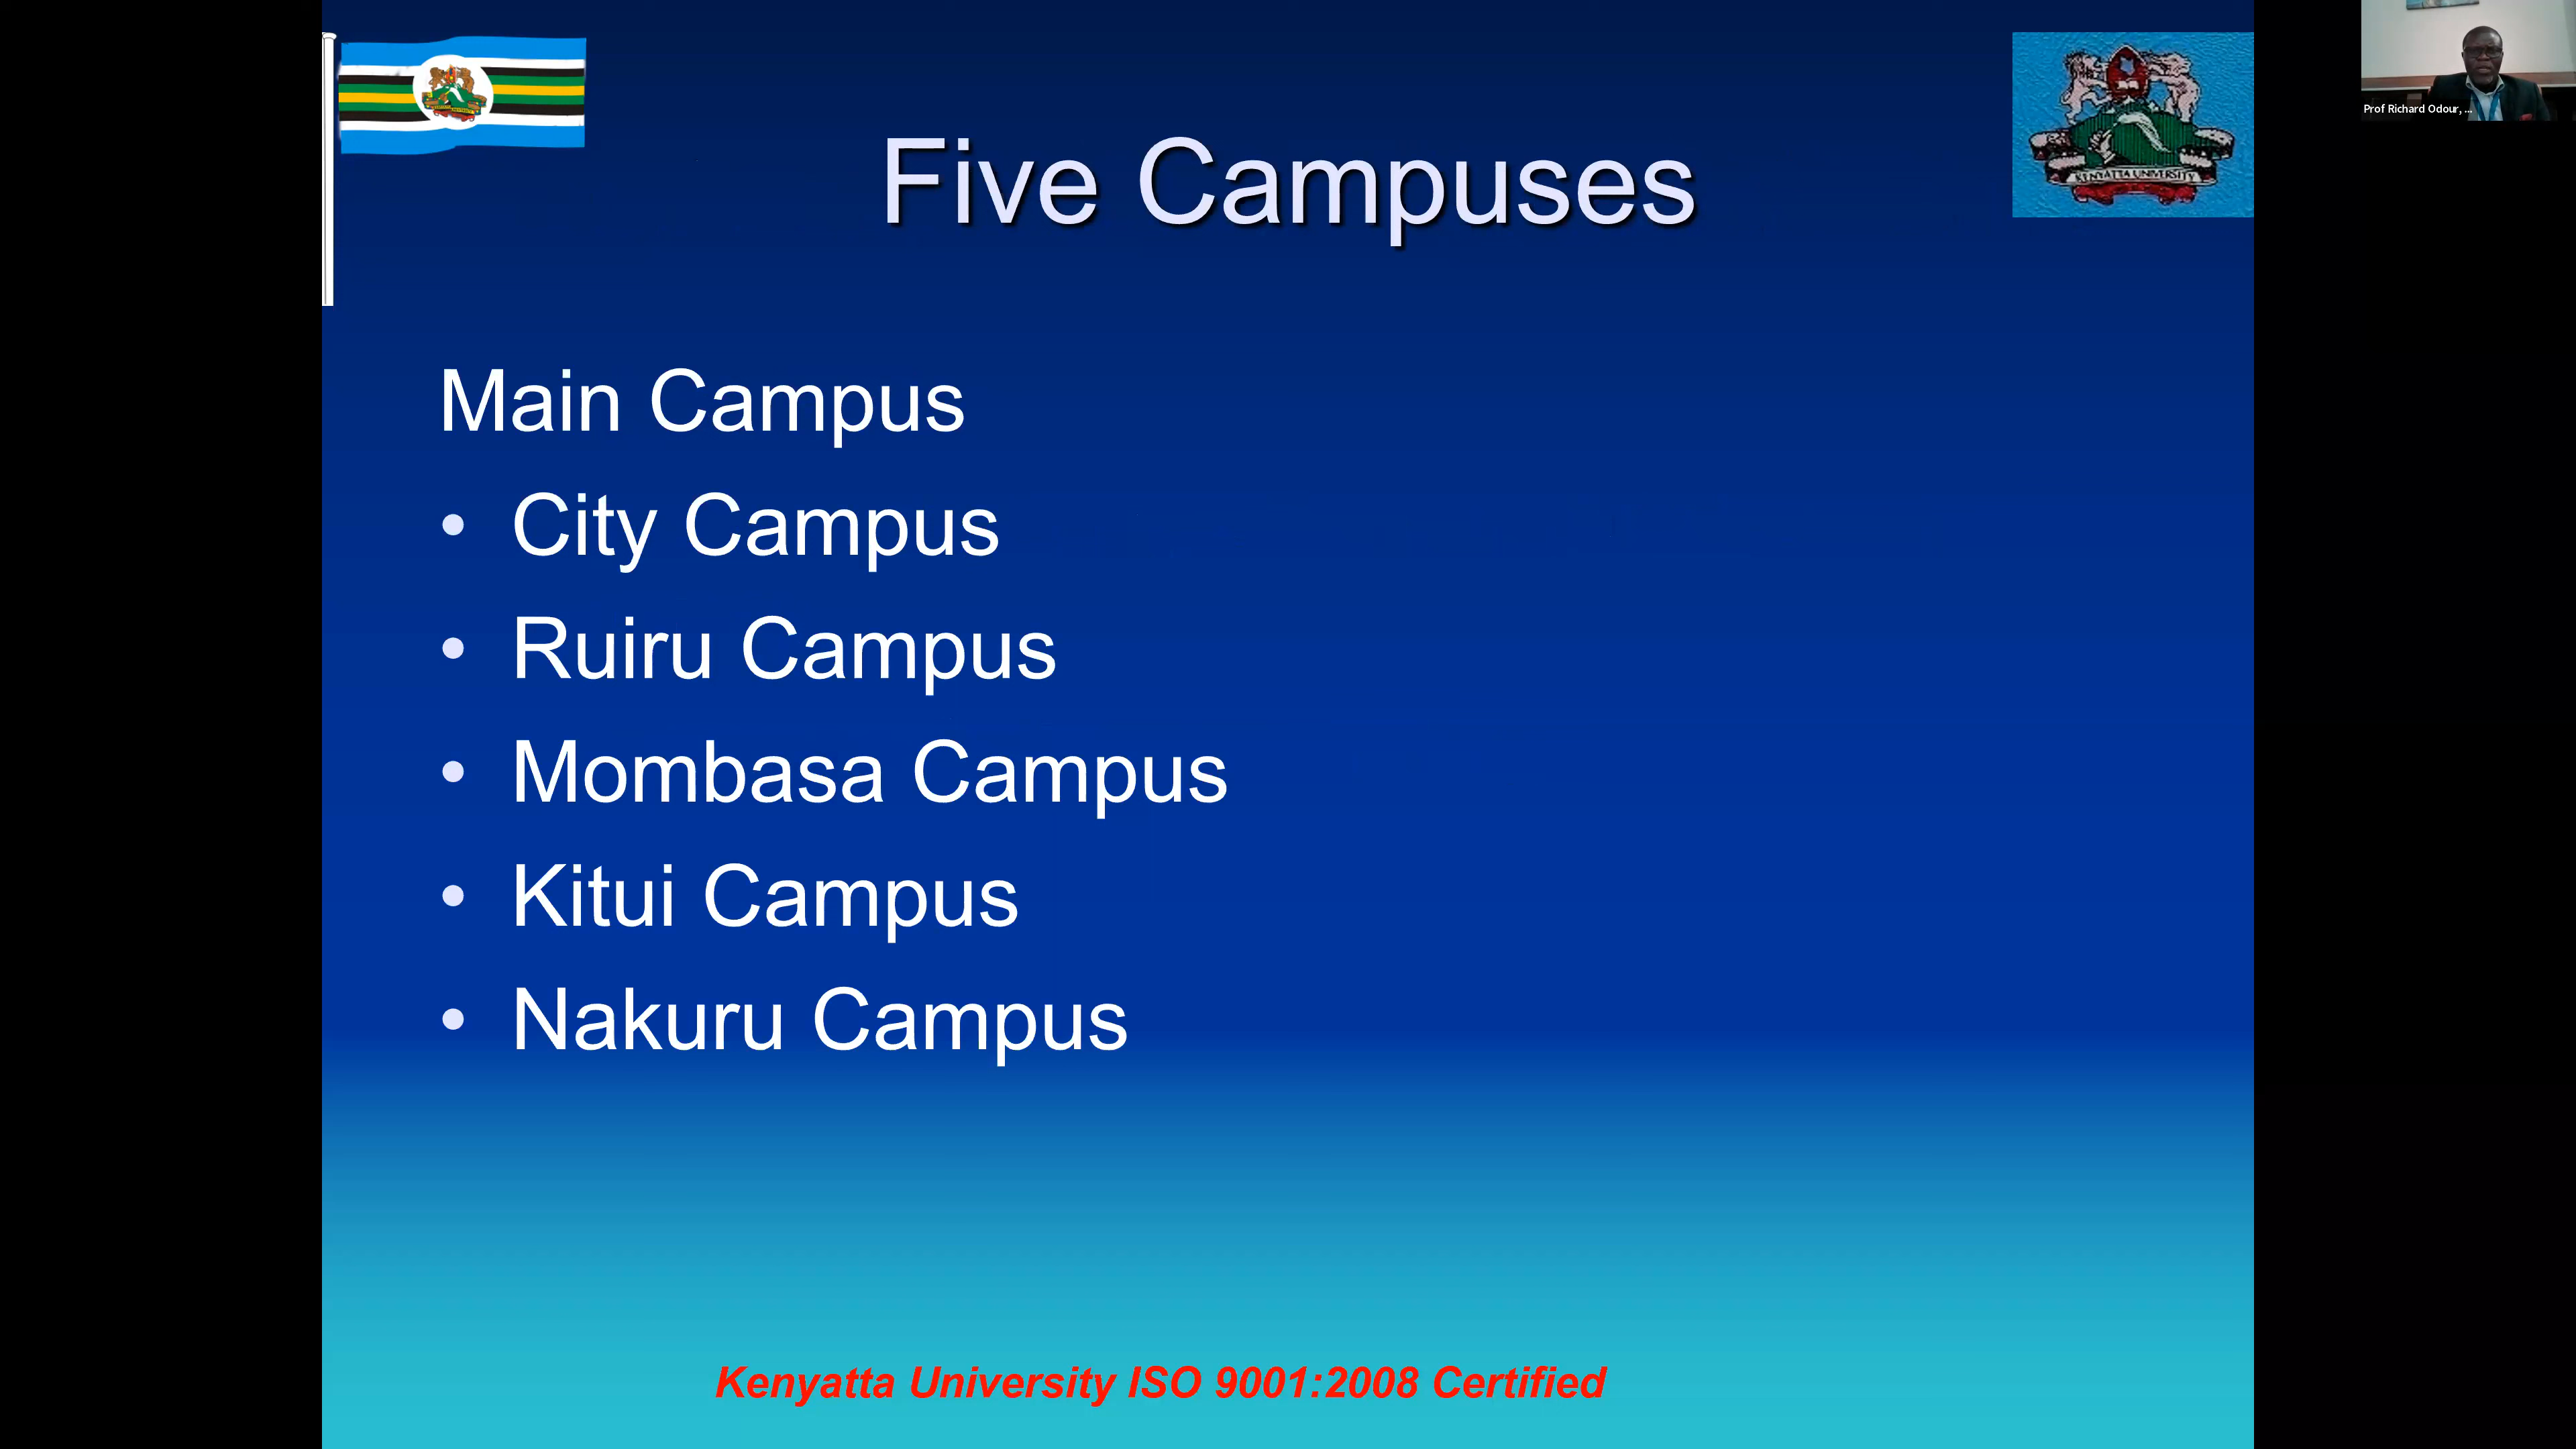 Five Campuses
KENYATTA UNIVERSITY
Prof Richard Odour, ...
Main Campus
• City Campus
• Ruiru Campus
• Mombasa Campus
• Kitui Campus
• Nakuru Campus
Kenyatta University ISO 9001:2008 Certified